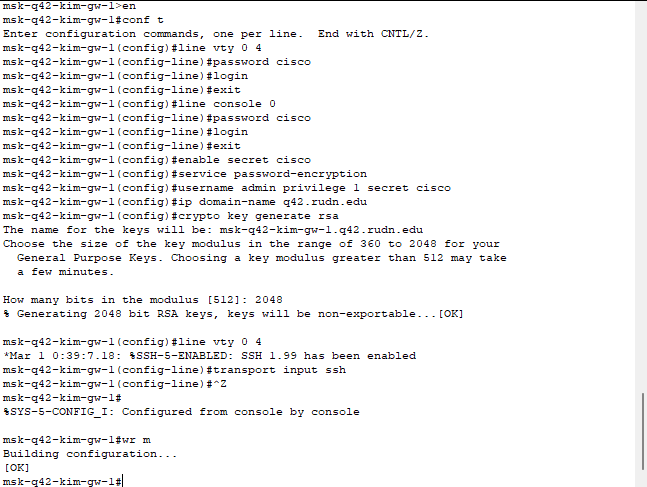 msk-q42-kim-gw-1>en
msk-q42-kim-gw-1#conf t
Enter configuration commands, one per line.  End with CNTL/Z.
msk-q42-kim-gw-1(config)#line vty 0 4
msk-q42-kim-gw-1(config-line)#password cisco
msk-q42-kim-gw-1(config-line)#login
msk-q42-kim-gw-1(config-line)#exit
msk-q42-kim-gw-1(config)#line console 0
msk-q42-kim-gw-1(config-line)#password cisco
msk-q42-kim-gw-1(config-line)#login
msk-q42-kim-gw-1(config-line)#exit
msk-q42-kim-gw-1(config)#enable secret cisco
msk-q42-kim-gw-1(config)#service password-encryption
msk-q42-kim-gw-1(config)#username admin privilege 1 secret cisco
msk-q42-kim-gw-1(config)#ip domain-name q42.rudn.edu
msk-q42-kim-gw-1(config)#crypto key generate rsa
The name for the keys will be: msk-q42-kim-gw-1.q42.rudn.edu
Choose the size of the key modulus in the range of 360 to 2048 for your
  General Purpose Keys. Choosing a key modulus greater than 512 may take
  a few minutes.

How many bits in the modulus [512]: 2048
% Generating 2048 bit RSA keys, keys will be non-exportable...[OK]

msk-q42-kim-gw-1(config)#line vty 0 4
*Mar 1 0:39:7.18: %SSH-5-ENABLED: SSH 1.99 has been enabled
msk-q42-kim-gw-1(config-line)#transport input ssh
msk-q42-kim-gw-1(config-line)#^Z
msk-q42-kim-gw-1#
%SYS-5-CONFIG_I: Configured from console by console

msk-q42-kim-gw-1#wr m
Building configuration...
[OK]
msk-q42-kim-gw-1#